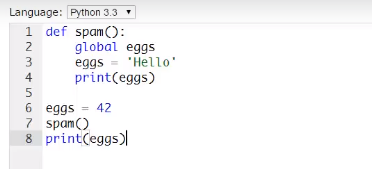 Language: Python 3.3
1 def spam():
2     global eggs
3     eggs = 'Hello'
4     print(eggs)
5
6 eggs = 42
7 spam()
8 print(eggs)